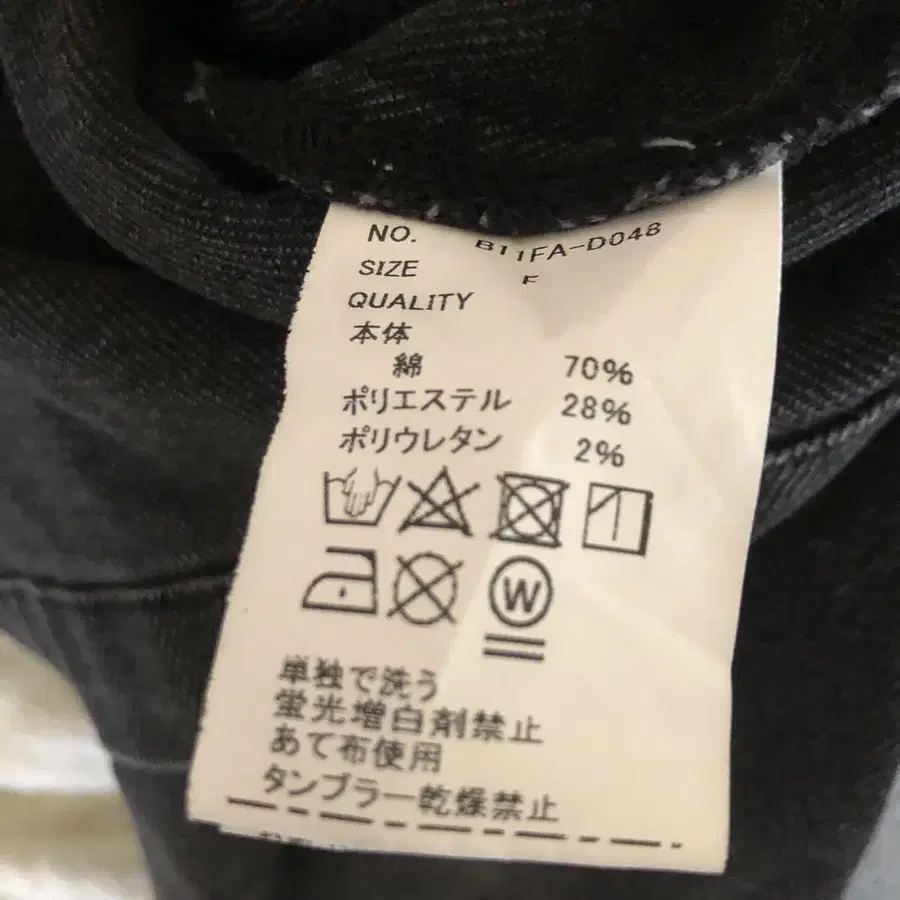 NO. B11FA-D048
SIZE F
QUALITY
本体
綿 70%
ポリエステル 28%
ポリウレタン 2%
W
単独で洗う
蛍光増白剤禁止
あて布使用
タンブラー乾燥禁止